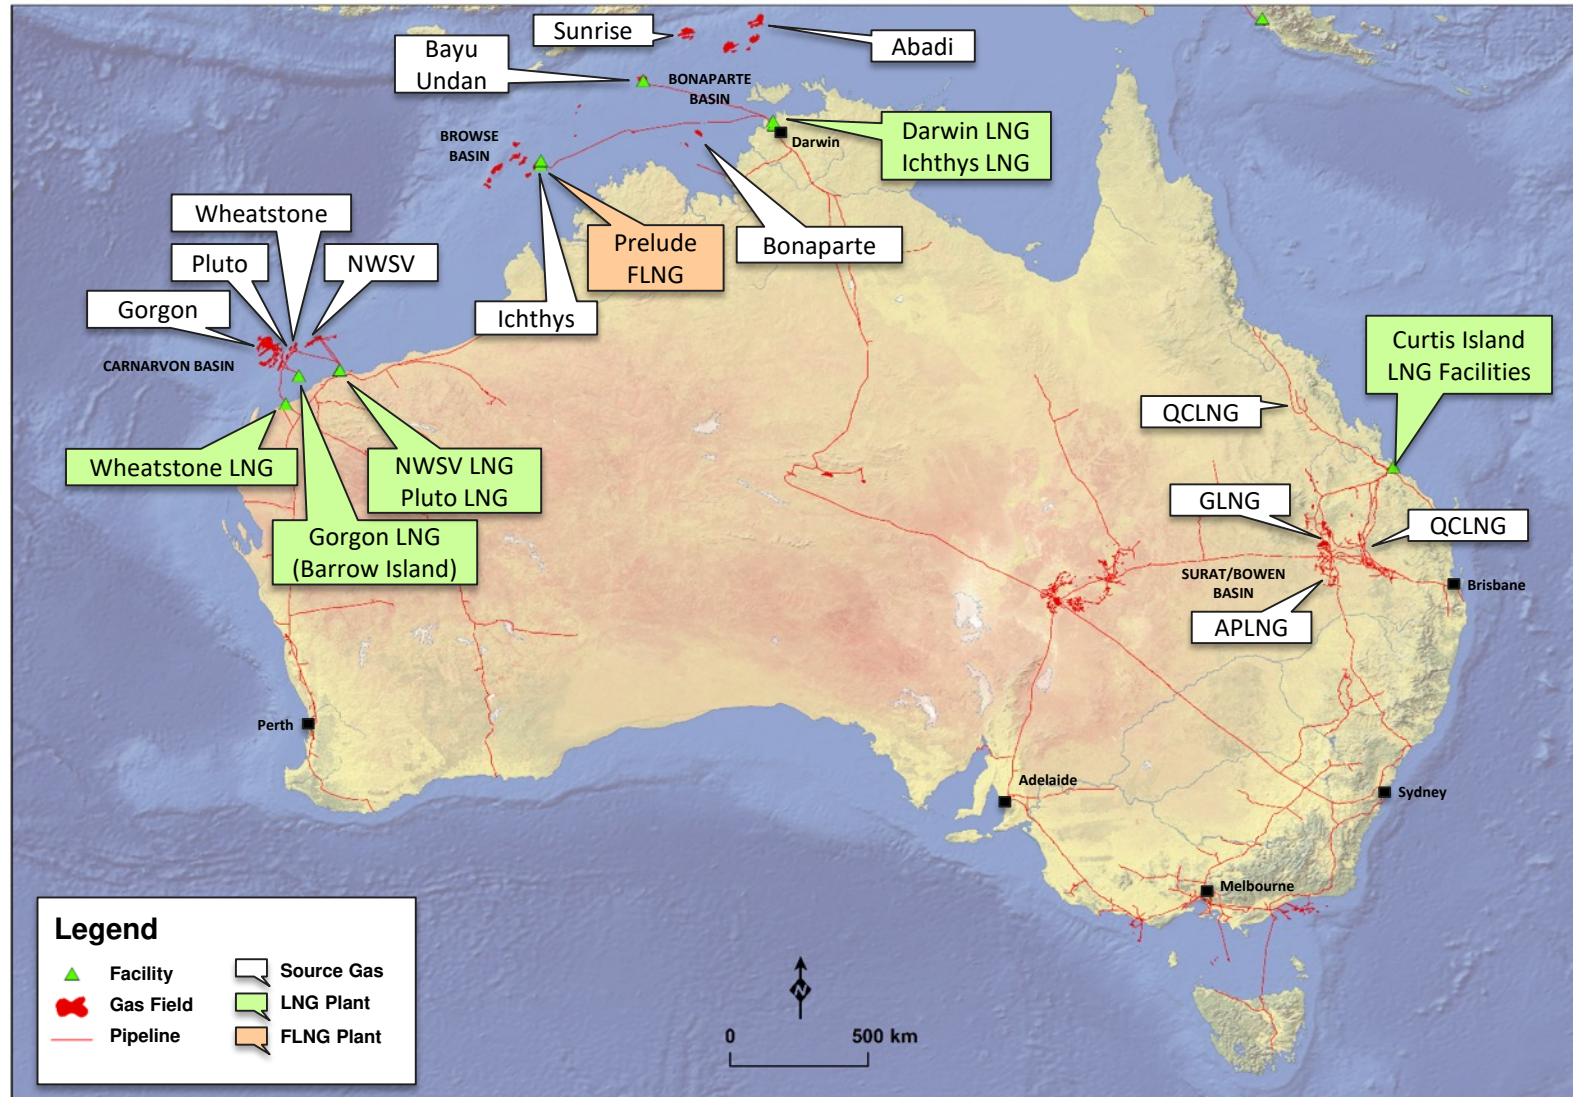 Sunrise
Abadi
Bayu
Undan
BONAPARTE
BASIN
Darwin LNG
Ichthys LNG
Darwin
BROWSE
BASIN
Wheatstone
Pluto
NWSV
Gorgon
Prelude
FLNG
Bonaparte
Ichthys
CARNARVON BASIN
Curtis Island
LNG Facilities
QCLNG
Wheatstone LNG
NWSV LNG
Pluto LNG
GLNG
QCLNG
Gorgon LNG
(Barrow Island)
SURAT/BOWEN
BASIN
Brisbane
APLNG
Perth
Adelaide
Sydney
Melbourne
Legend
Facility
Gas Field
Pipeline
Source Gas
LNG Plant
FLNG Plant
N
0
500 km